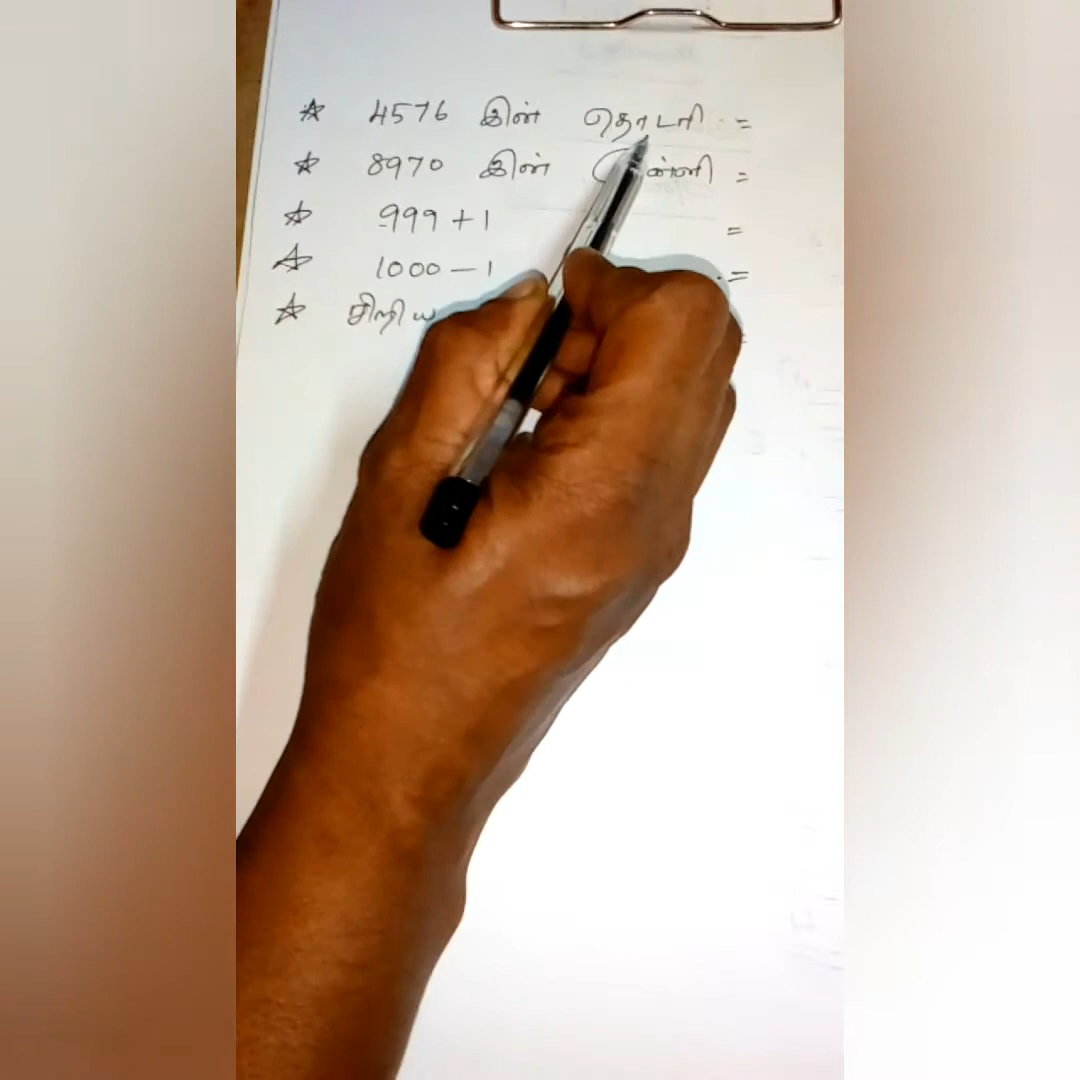 ☆ 4576 இன் தொடரி =
☆ 8970 இன் =
☆ 999 + 1 =
☆ 1000 — 1 =
☆ சிறிய